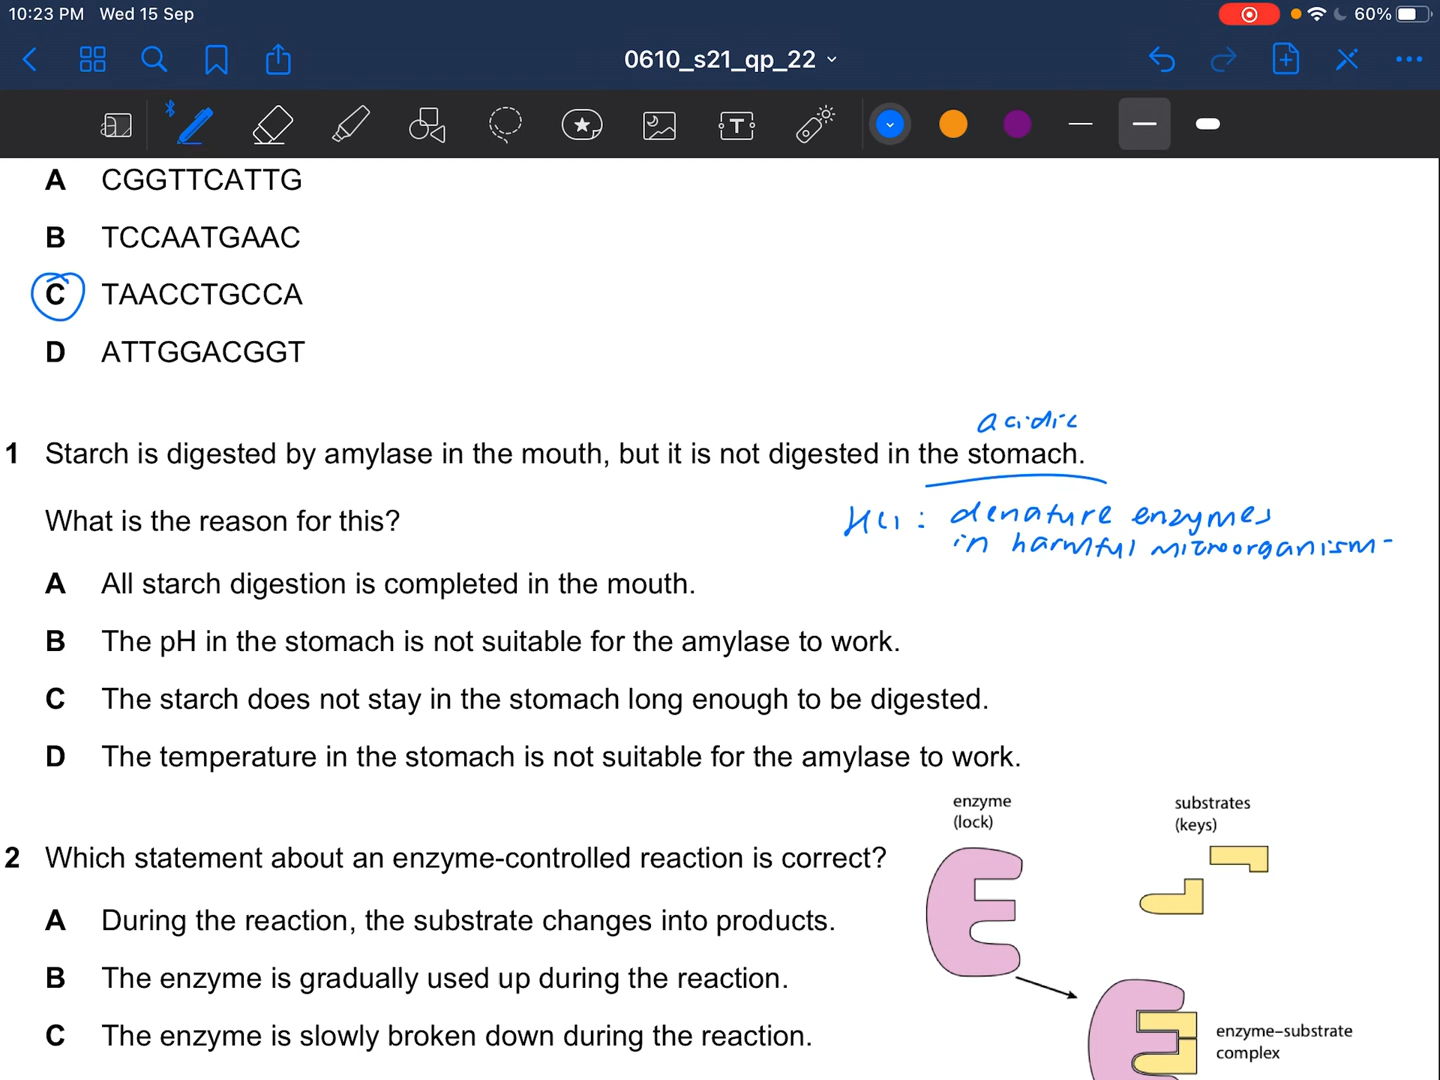 10:23 PM Wed 15 Sep
60%
0610_s21_qp_22
T
A CGGTTCATTG
B TCCAATGAAC
C TAACCTGCCA
D ATTGGACGGT
acidic
1 Starch is digested by amylase in the mouth, but it is not digested in the stomach.
What is the reason for this?
HCl : denature enzymes
in harmful microorganism
A All starch digestion is completed in the mouth.
B The pH in the stomach is not suitable for the amylase to work.
C The starch does not stay in the stomach long enough to be digested.
D The temperature in the stomach is not suitable for the amylase to work.
enzyme
(lock)
substrates
(keys)
2 Which statement about an enzyme-controlled reaction is correct?
A During the reaction, the substrate changes into products.
B The enzyme is gradually used up during the reaction.
C The enzyme is slowly broken down during the reaction.
enzyme–substrate
complex